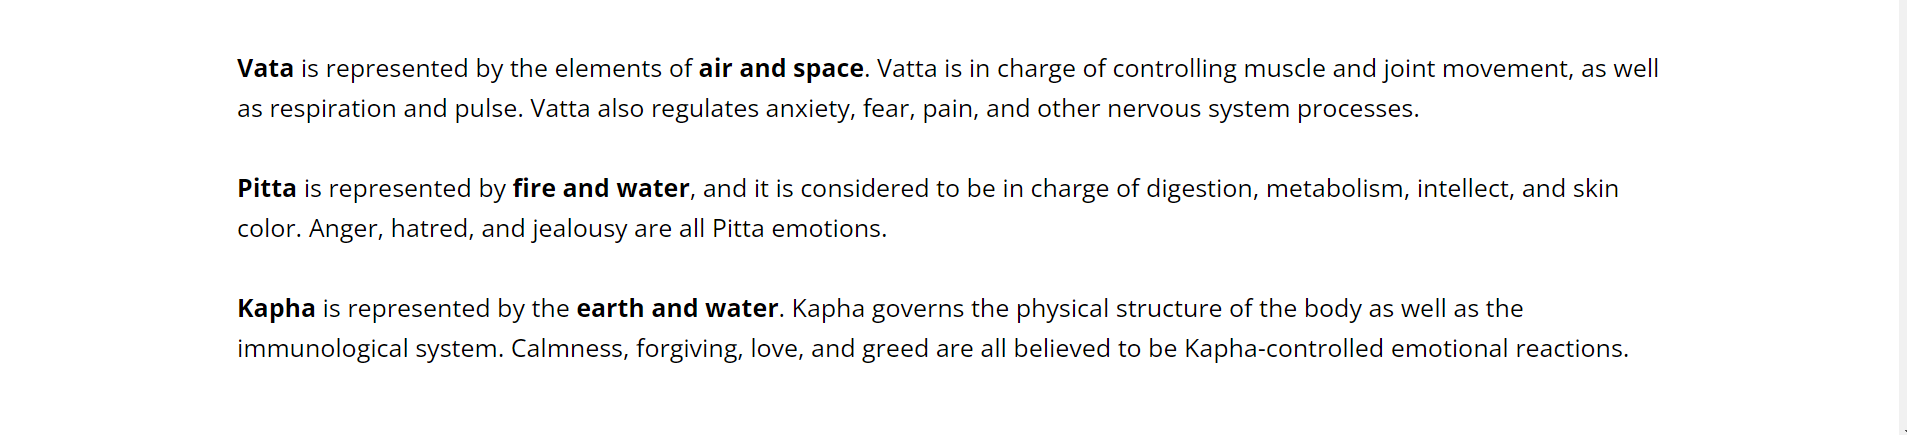 Vata is represented by the elements of air and space. Vatta is in charge of controlling muscle and joint movement, as well
as respiration and pulse. Vatta also regulates anxiety, fear, pain, and other nervous system processes.
Pitta is represented by fire and water, and it is considered to be in charge of digestion, metabolism, intellect, and skin
color. Anger, hatred, and jealousy are all Pitta emotions.
Kapha is represented by the earth and water. Kapha governs the physical structure of the body as well as the
immunological system. Calmness, forgiving, love, and greed are all believed to be Kapha-controlled emotional reactions.